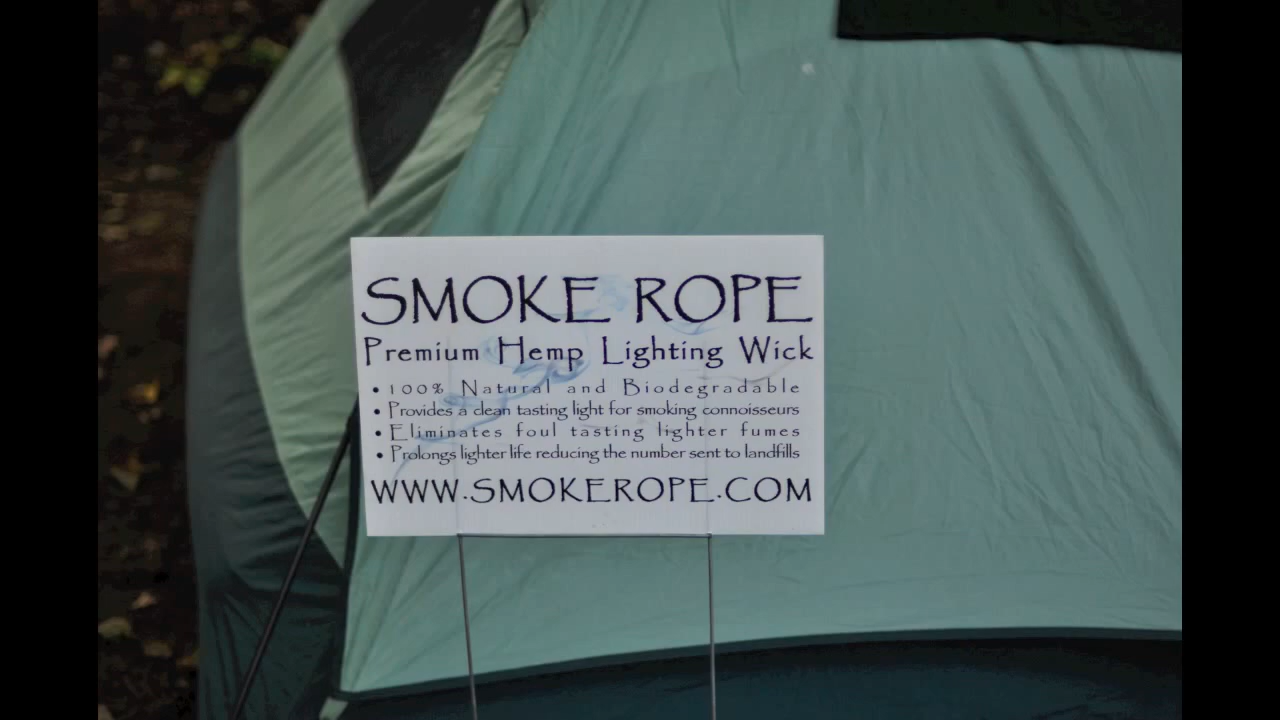 SMOKE ROPE
Premium Hemp Lighting Wick
• 100% Natural and Biodegradable
• Provides a clean tasting light for smoking connoisseurs
• Eliminates foul tasting lighter fumes
• Prolongs lighter life reducing the number sent to landfills
WWW.SMOKEROPE.COM